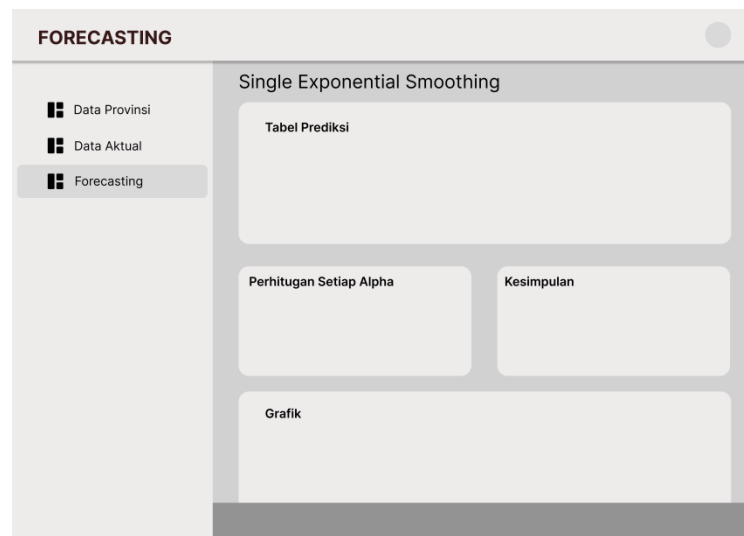 FORECASTING
Data Provinsi
Data Aktual
Forecasting
Single Exponential Smoothing
Tabel Prediksi
Perhitugan Setiap Alpha
Kesimpulan
Grafik